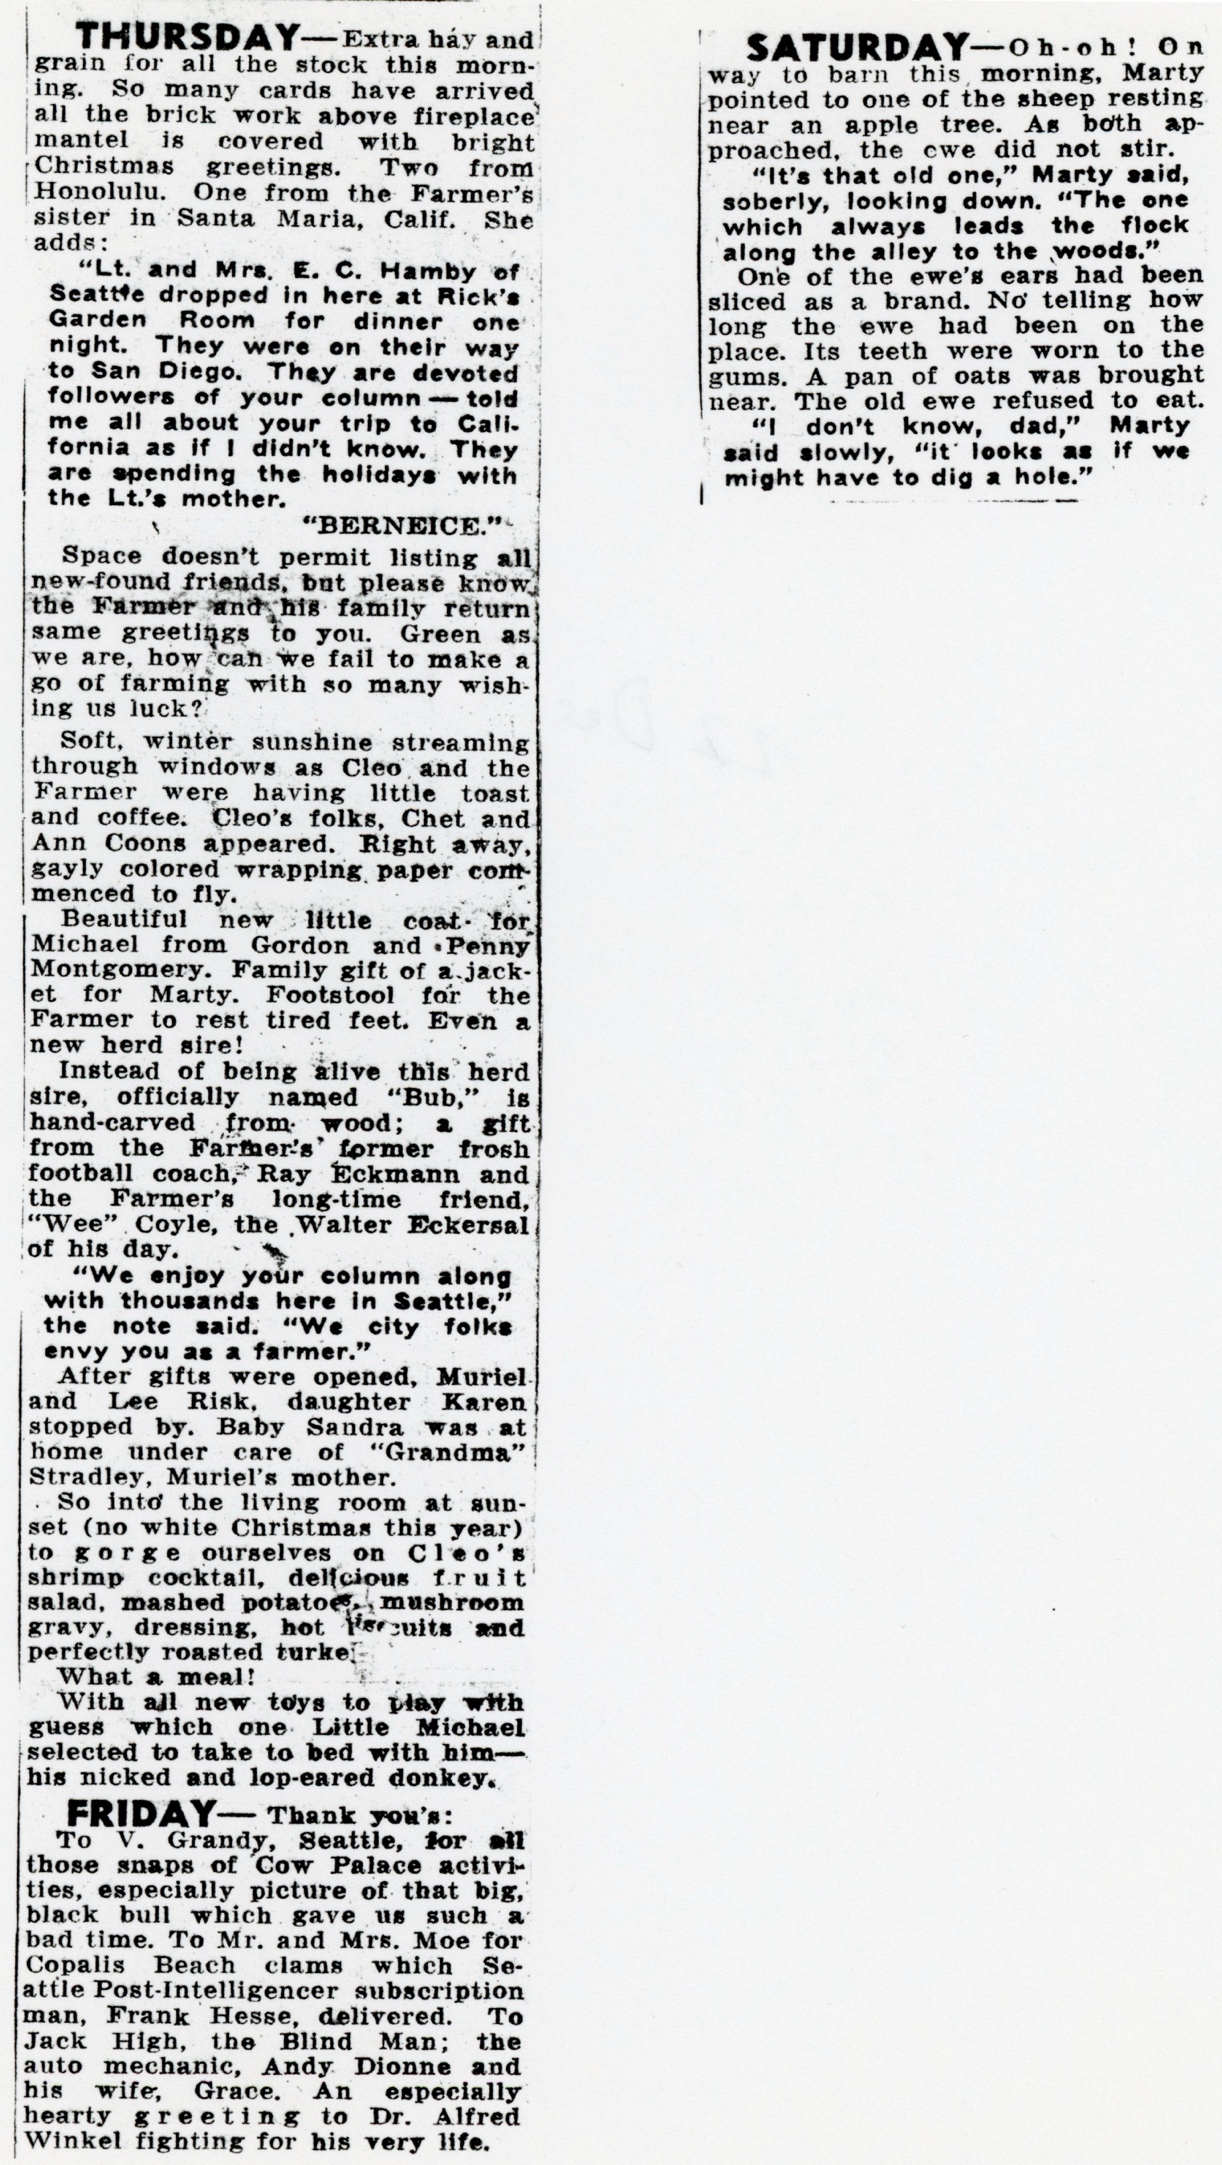 THURSDAY—Extra hay and
grain for all the stock this morn-
ing. So many cards have arrived
all the brick work above fireplace
mantel is covered with bright
Christmas greetings. Two from
Honolulu. One from the Farmer's
sister in Santa Maria, Calif. She
adds:
"Lt. and Mrs. E. C. Hamby of
Seattle dropped in here at Rick's
Garden Room for dinner one
night. They were on their way
to San Diego. They are devoted
followers of your column — told
me all about your trip to Cali-
fornia as if I didn't know. They
are spending the holidays with
the Lt.'s mother.
"BERNEICE."
Space doesn't permit listing all
new-found friends, but please know
the Farmer and his family return
same greetings to you. Green as
we are, how can we fail to make a
go of farming with so many wish-
ing us luck?
Soft, winter sunshine streaming
through windows as Cleo and the
Farmer were having little toast
and coffee. Cleo's folks, Chet and
Ann Coons appeared. Right away,
gayly colored wrapping paper com-
menced to fly.
Beautiful new little coat for
Michael from Gordon and Penny
Montgomery. Family gift of a jack-
et for Marty. Footstool for the
Farmer to rest tired feet. Even a
new herd sire!
Instead of being alive this herd
sire, officially named "Bub," is
hand-carved from wood; a gift
from the Farmer's former frosh
football coach, Ray Eckmann and
the Farmer's long-time friend,
"Wee" Coyle, the Walter Eckersal
of his day.
"We enjoy your column along
with thousands here in Seattle,"
the note said. "We city folks
envy you as a farmer."
After gifts were opened, Muriel
and Lee Risk, daughter Karen
stopped by. Baby Sandra was at
home under care of "Grandma"
Stradley, Muriel's mother.
So into the living room at sun-
set (no white Christmas this year)
to gorge ourselves on Cleo's
shrimp cocktail, delicious fruit
salad, mashed potatoes, mushroom
gravy, dressing, hot biscuits and
perfectly roasted turkey.
What a meal!
With all new toys to play with
guess which one Little Michael
selected to take to bed with him—
his nicked and lop-eared donkey.
FRIDAY— Thank you's:
To V. Grandy, Seattle, for all
those snaps of Cow Palace activi-
ties, especially picture of that big,
black bull which gave us such a
bad time. To Mr. and Mrs. Moe for
Copalis Beach clams which Se-
attle Post-Intelligencer subscription
man, Frank Hesse, delivered. To
Jack High, the Blind Man; the
auto mechanic, Andy Dionne and
his wife, Grace. An especially
hearty greeting to Dr. Alfred
Winkel fighting for his very life.
SATURDAY—Oh-oh! On
way to barn this morning, Marty
pointed to one of the sheep resting
near an apple tree. As both ap-
proached, the ewe did not stir.
"It's that old one," Marty said,
soberly, looking down. "The one
which always leads the flock
along the alley to the woods."
One of the ewe's ears had been
sliced as a brand. No telling how
long the ewe had been on the
place. Its teeth were worn to the
gums. A pan of oats was brought
near. The old ewe refused to eat.
"I don't know, dad," Marty
said slowly, "it looks as if we
might have to dig a hole."